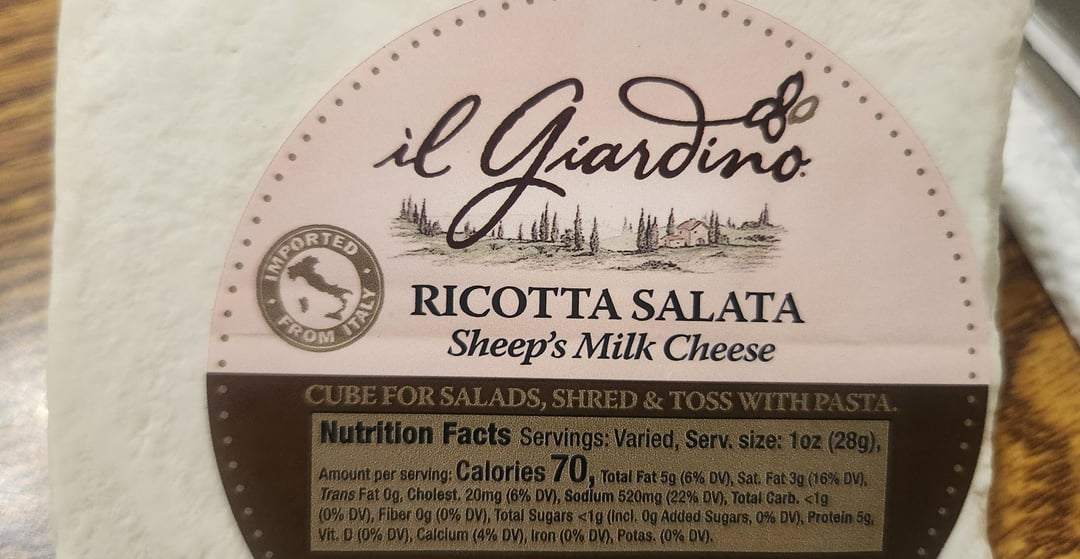 il Giardino
IMPORTED
FROM ITALY
RICOTTA SALATA
Sheep's Milk Cheese
CUBE FOR SALADS, SHRED & TOSS WITH PASTA.
Nutrition Facts Servings: Varied, Serv. size: 1oz (28g),
Amount per serving: Calories 70, Total Fat 5g (6% DV), Sat. Fat 3g (16% DV),
Trans Fat 0g, Cholest. 20mg (6% DV), Sodium 520mg (22% DV), Total Carb. <1g
(0% DV), Fiber 0g (0% DV), Total Sugars <1g (Incl. 0g Added Sugars, 0% DV), Protein 5g,
Vit. D (0% DV), Calcium (4% DV), Iron (0% DV), Potas. (0% DV).